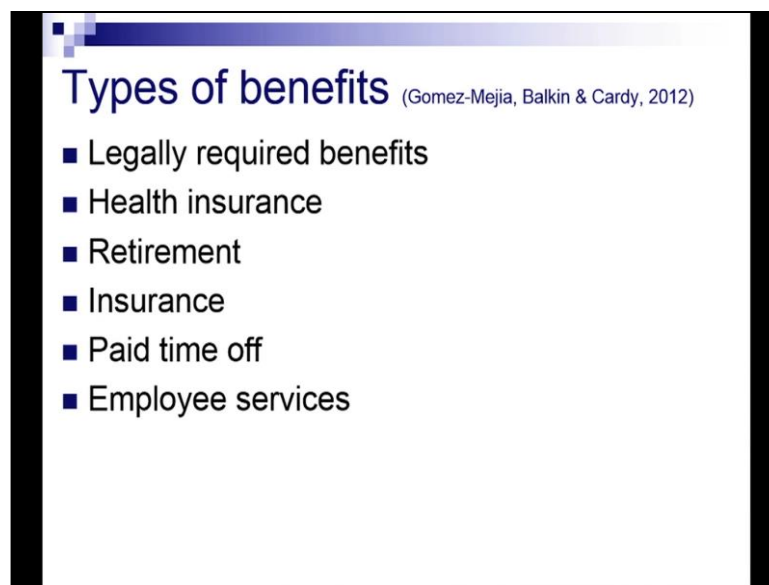 Types of benefits (Gomez-Mejia, Balkin & Cardy, 2012)
Legally required benefits
Health insurance
Retirement
Insurance
Paid time off
Employee services